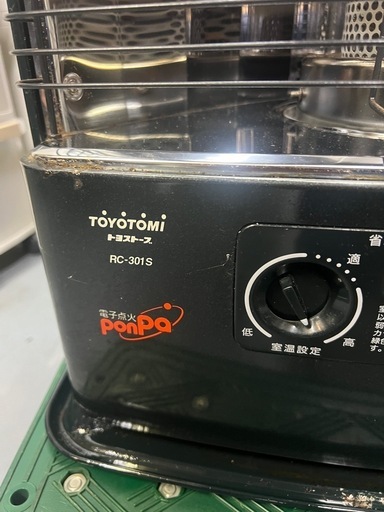 TOYOTOMI
トヨストーブ
RC-301S
電子点火
PonPa
省
適
低
高
室温設定